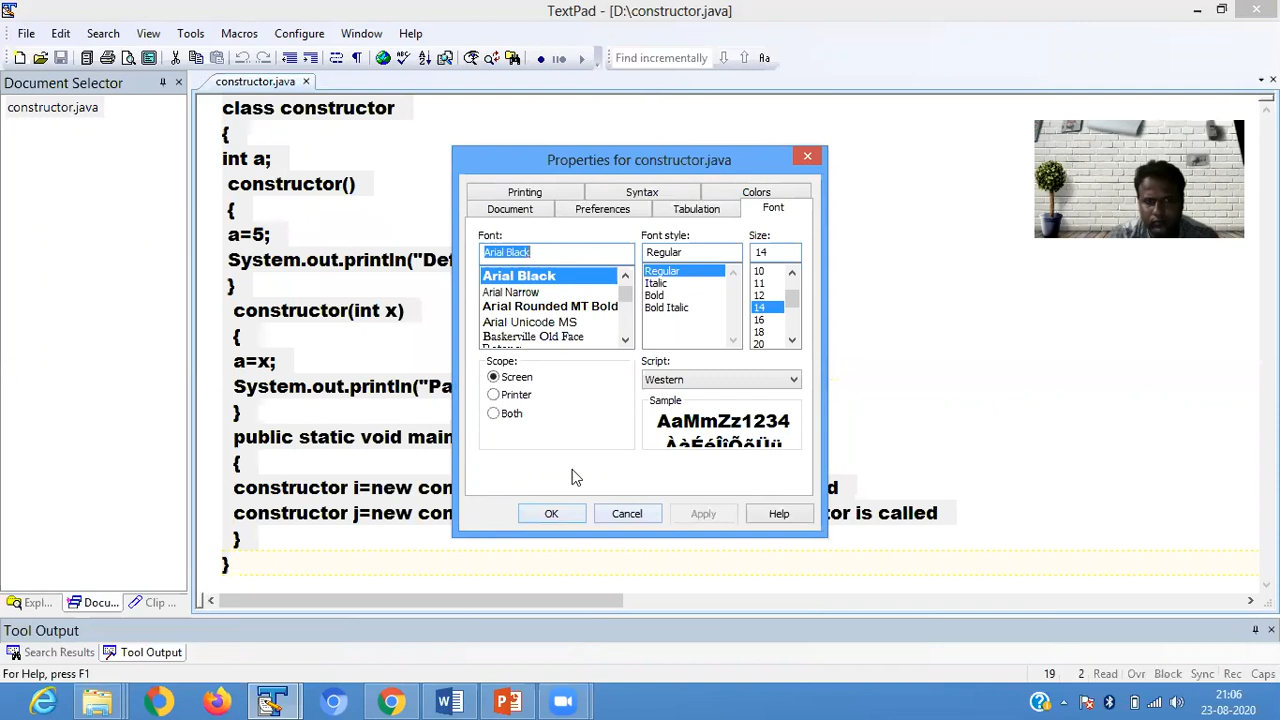 TextPad - [D:\constructor.java]
File Edit Search View Tools Macros Configure Window Help
Find incrementally
Aa
Document Selector
constructor.java
constructor.java
class constructor
{
int a;
constructor()
{
a=5;
System.out.println("De
}
constructor(int x)
{
a=x;
System.out.println("Pa
}
public static void main
{
constructor i=new con
d
constructor j=new con
or is called
}
}
Properties for constructor.java
Printing Syntax Colors
Document Preferences Tabulation Font
Font: Font style: Size:
Arial Black Regular 14
Arial Black
Arial Narrow
Arial Rounded MT Bold
Arial Unicode MS
Baskerville Old Face
Regular
Italic
Bold
Bold Italic
10
11
12
14
16
18
20
Scope:
Screen
Printer
Both
Script:
Western
Sample
AaMmZz1234
OK Cancel Apply Help
Expl... Docu... Clip ...
Tool Output
Search Results Tool Output
For Help, press F1
19 2 Read Ovr Block Sync Rec Caps
21:06
23-08-2020